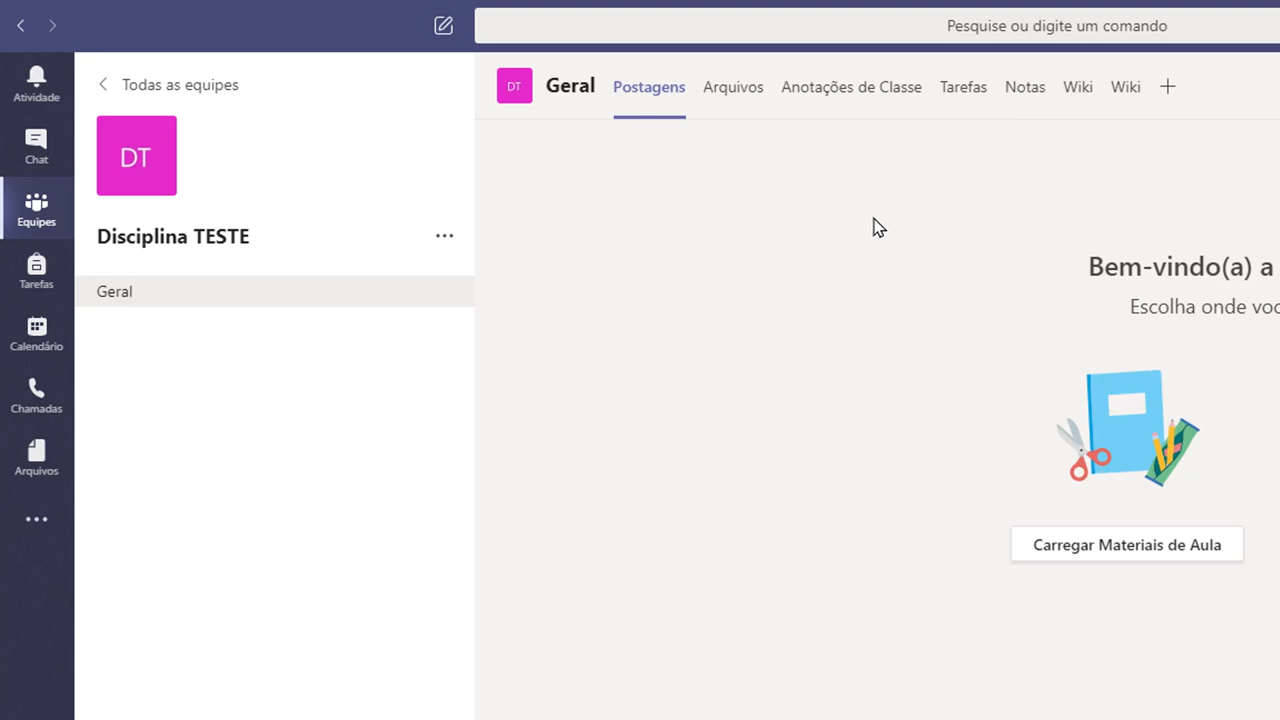 Pesquise ou digite um comando
Atividade
Chat
Equipes
Tarefas
Calendário
Chamadas
Arquivos
Todas as equipes
DT
Disciplina TESTE
Geral
DT Geral Postagens Arquivos Anotações de Classe Tarefas Notas Wiki Wiki
Bem-vindo(a) a
Escolha onde voc
Carregar Materiais de Aula